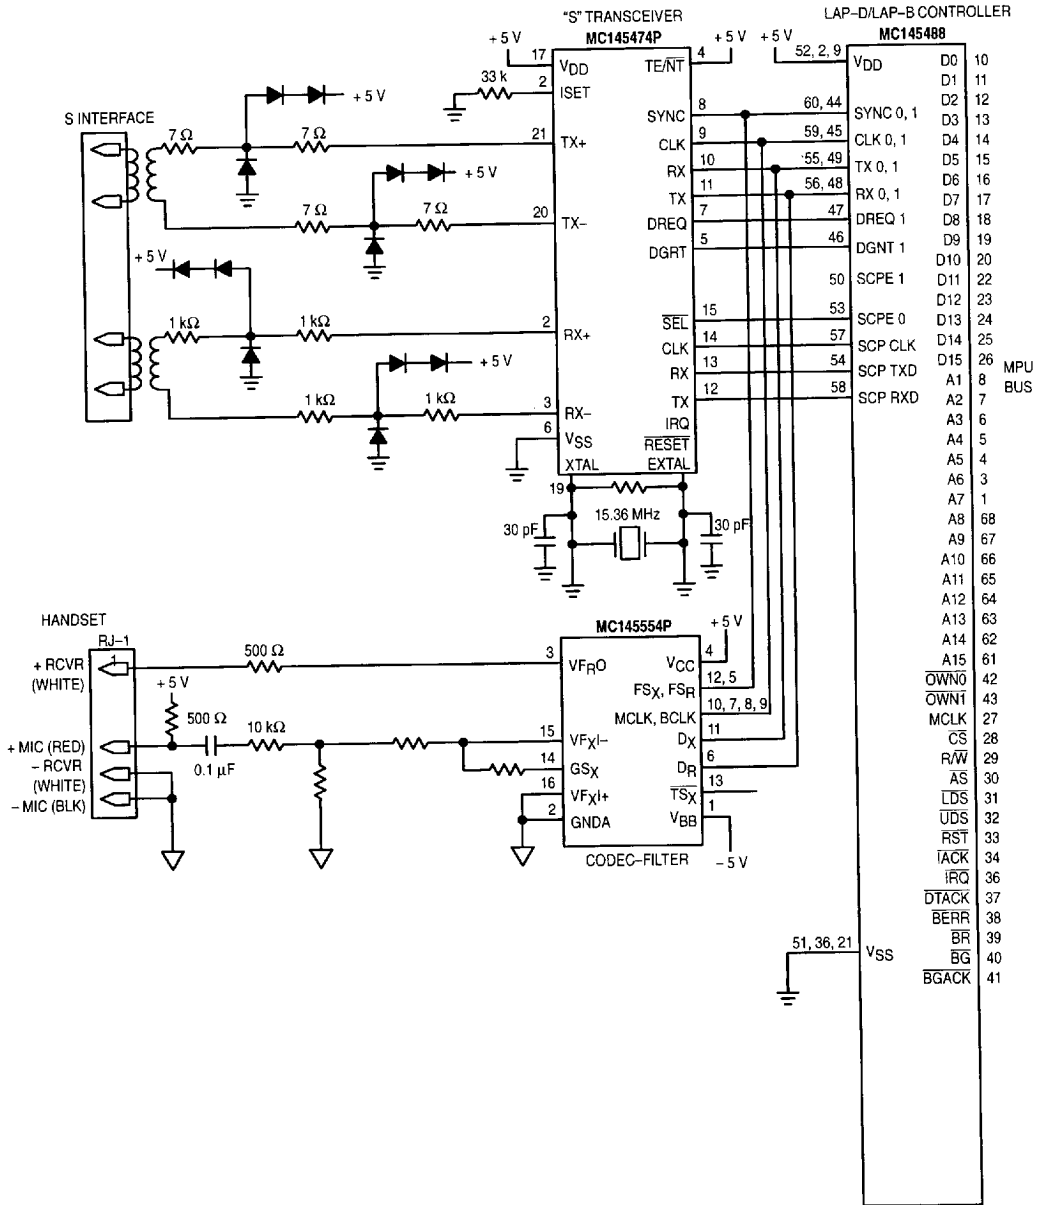 "S" TRANSCEIVER
MC145474P
LAP–D/LAP–B CONTROLLER
MC145488
+ 5 V
17
VDD
2
ISET
33 k
4
TE/NT
+ 5 V
+ 5 V
52, 2, 9
VDD
S INTERFACE
+ 5 V
7 Ω
7 Ω
21
TX+
+ 5 V
7 Ω
7 Ω
20
TX–
+ 5 V
1 kΩ
1 kΩ
2
RX+
+ 5 V
1 kΩ
1 kΩ
3
RX–
6
VSS
XTAL
EXTAL
19
SYNC
8
60, 44
SYNC 0, 1
CLK
9
59, 45
CLK 0, 1
RX
10
55, 49
TX 0, 1
TX
11
56, 48
RX 0, 1
DREQ
7
47
DREQ 1
DGRT
5
46
DGNT 1
50
SCPE 1
SEL
15
53
SCPE 0
CLK
14
57
SCP CLK
RX
13
54
SCP TXD
TX
12
58
SCP RXD
IRQ
RESET
30 pF
15.36 MHz
30 pF
D0 10
D1 11
D2 12
D3 13
D4 14
D5 15
D6 16
D7 17
D8 18
D9 19
D10 20
D11 22
D12 23
D13 24
D14 25
D15 26
MPU
BUS
A1 8
A2 7
A3 6
A4 5
A5 4
A6 3
A7 1
A8 68
A9 67
A10 66
A11 65
A12 64
A13 63
A14 62
A15 61
OWN0 42
OWN1 43
MCLK 27
CS 28
R/W 29
AS 30
LDS 31
UDS 32
RST 33
IACK 34
IRQ 36
DTACK 37
BERR 38
BR 39
BG 40
BGACK 41
51, 36, 21
VSS
HANDSET
RJ–1
1
+ RCVR
(WHITE)
+ 5 V
500 Ω
+ MIC (RED)
– RCVR
(WHITE)
– MIC (BLK)
500 Ω
0.1 µF
10 kΩ
MC145554P
3
VFRO
15
VFXI–
14
GSX
16
VFXI+
2
GNDA
+ 5 V
VCC
4
FSX, FSR
12, 5
MCLK, BCLK
10, 7, 8, 9
DX
11
DR
6
TSX
13
VBB
1
– 5 V
CODEC–FILTER